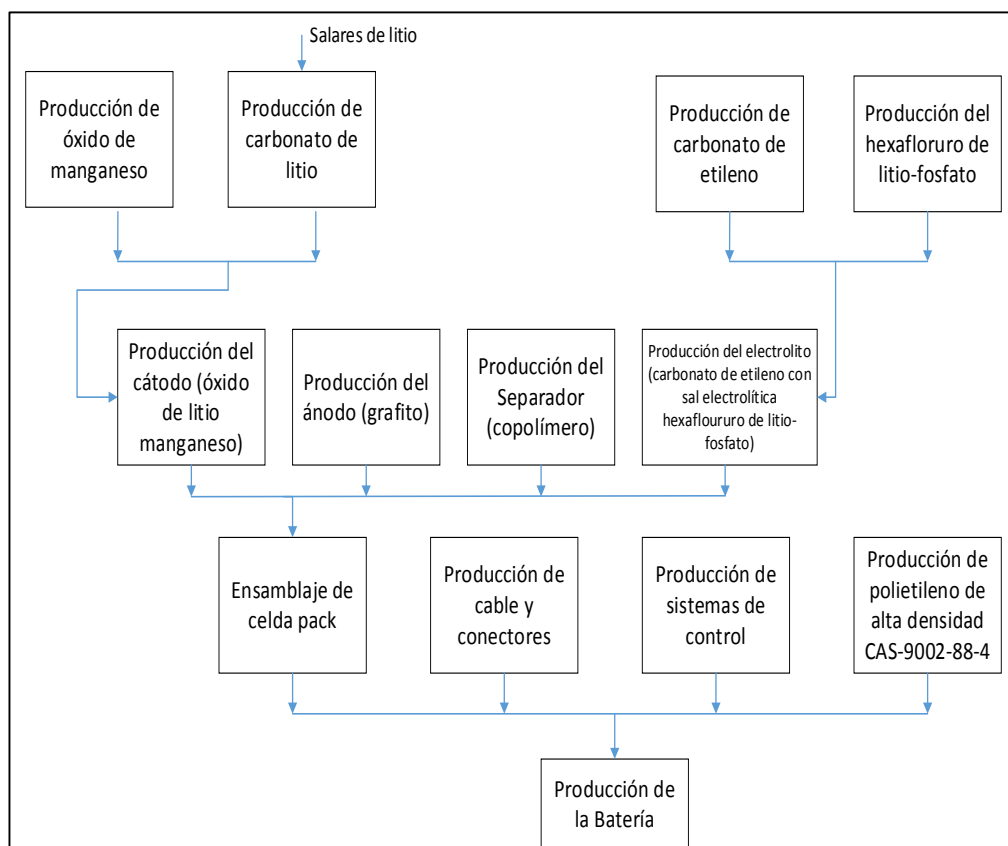 Salares de litio
Producción de
óxido de
manganeso
Producción de
carbonato de
litio
Producción de
carbonato de
etileno
Producción del
hexafloruro de
litio-fosfato
Producción del
cátodo (óxido
de litio
manganeso)
Producción del
ánodo (grafito)
Producción del
Separador
(copolímero)
Producción del electrolito
(carbonato de etileno con
sal electrolítica
hexafloururo de litio-
fosfato)
Ensamblaje de
celda pack
Producción de
cable y
conectores
Producción de
sistemas de
control
Producción de
polietileno de
alta densidad
CAS-9002-88-4
Producción de
la Batería